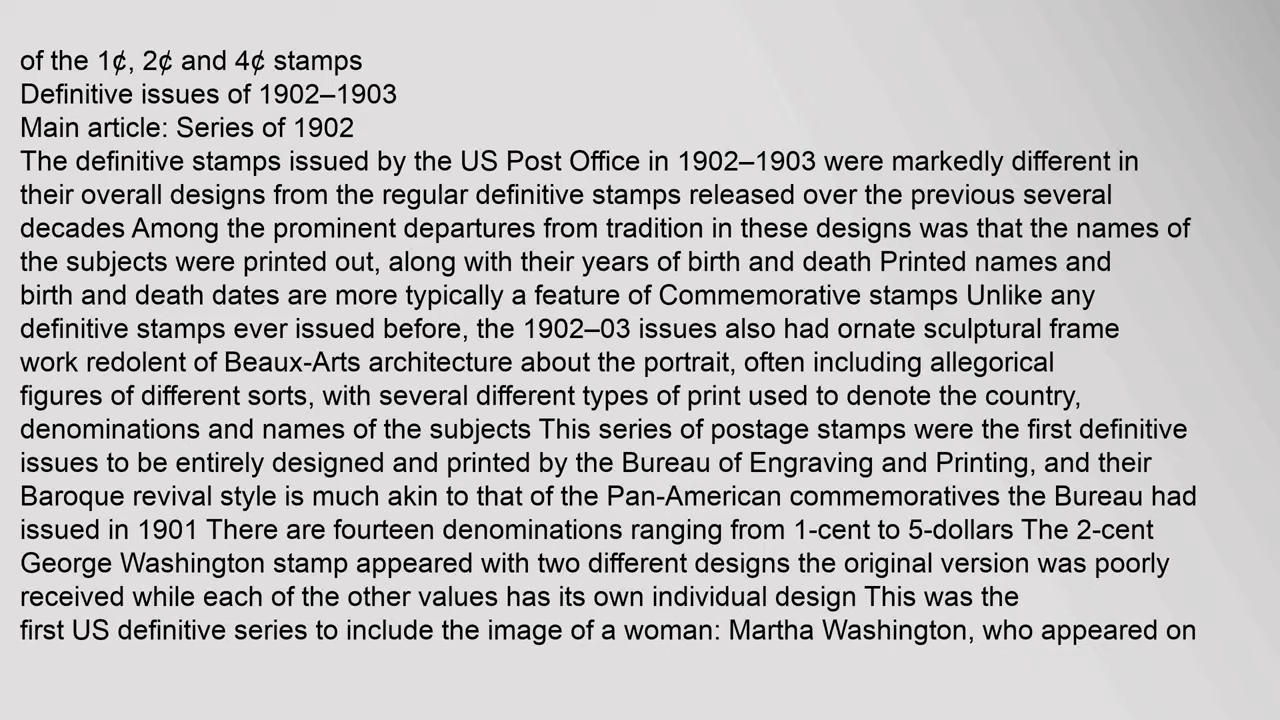 of the 1¢, 2¢ and 4¢ stamps
Definitive issues of 1902–1903
Main article: Series of 1902
The definitive stamps issued by the US Post Office in 1902–1903 were markedly different in
their overall designs from the regular definitive stamps released over the previous several
decades Among the prominent departures from tradition in these designs was that the names of
the subjects were printed out, along with their years of birth and death Printed names and
birth and death dates are more typically a feature of Commemorative stamps Unlike any
definitive stamps ever issued before, the 1902–03 issues also had ornate sculptural frame
work redolent of Beaux-Arts architecture about the portrait, often including allegorical
figures of different sorts, with several different types of print used to denote the country,
denominations and names of the subjects This series of postage stamps were the first definitive
issues to be entirely designed and printed by the Bureau of Engraving and Printing, and their
Baroque revival style is much akin to that of the Pan-American commemoratives the Bureau had
issued in 1901 There are fourteen denominations ranging from 1-cent to 5-dollars The 2-cent
George Washington stamp appeared with two different designs the original version was poorly
received while each of the other values has its own individual design This was the
first US definitive series to include the image of a woman: Martha Washington, who appeared on